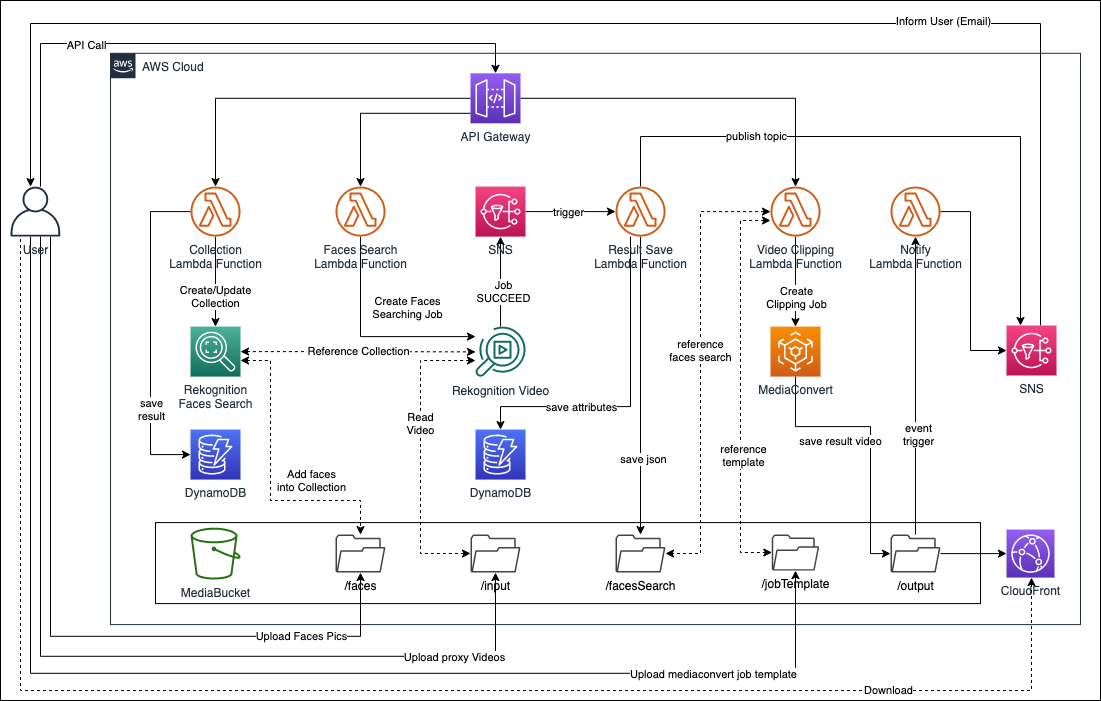 Inform User (Email)
API Call
aws
AWS Cloud
</>
API Gateway
publish topic
trigger
User
Collection
Lambda Function
Faces Search
Lambda Function
SNS
Result Save
Lambda Function
Video Clipping
Lambda Function
Notify
Lambda Function
Create/Update
Collection
Create Faces
Searching Job
Job
SUCCEED
Create
Clipping Job
reference
faces search
Reference Collection
Rekognition
Faces Search
Rekognition Video
MediaConvert
SNS
save
result
Read
Video
save attributes
save result video
event
trigger
save json
reference
template
Add faces
into Collection
DynamoDB
DynamoDB
MediaBucket
/faces
/input
/facesSearch
/jobTemplate
/output
CloudFront
Upload Faces Pics
Upload proxy Videos
Upload mediaconvert job template
Download